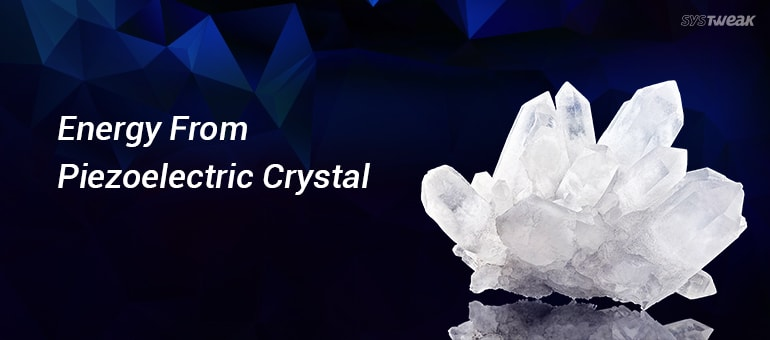 SYSTWEAK
Energy From
Piezoelectric Crystal